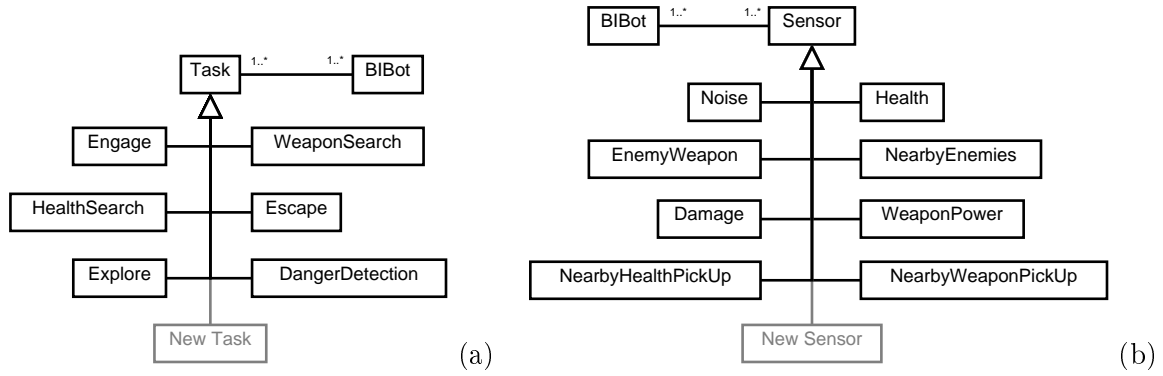 Task 1..* 1..* BIBot
Engage WeaponSearch
HealthSearch Escape
Explore DangerDetection
New Task
(a)
BIBot 1..* 1..* Sensor
Noise Health
EnemyWeapon NearbyEnemies
Damage WeaponPower
NearbyHealthPickUp NearbyWeaponPickUp
New Sensor
(b)